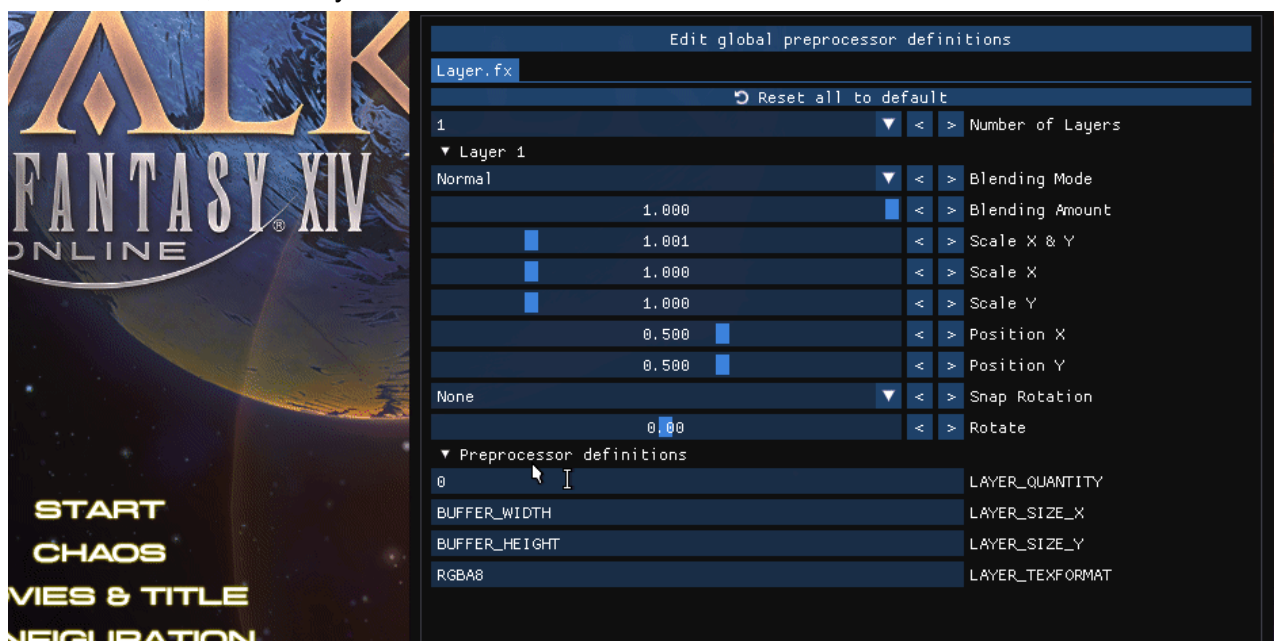 WALK
FANTASY XIV
®
ONLINE
START
CHAOS
VIES & TITLE
NFIGURATION
Edit global preprocessor definitions
Layer.fx
Reset all to default
1 < > Number of Layers
Layer 1
Normal < > Blending Mode
1.000 < > Blending Amount
1.001 < > Scale X & Y
1.000 < > Scale X
1.000 < > Scale Y
0.500 < > Position X
0.500 < > Position Y
None < > Snap Rotation
0.00 < > Rotate
Preprocessor definitions
0 LAYER_QUANTITY
BUFFER_WIDTH LAYER_SIZE_X
BUFFER_HEIGHT LAYER_SIZE_Y
RGBA8 LAYER_TEXFORMAT